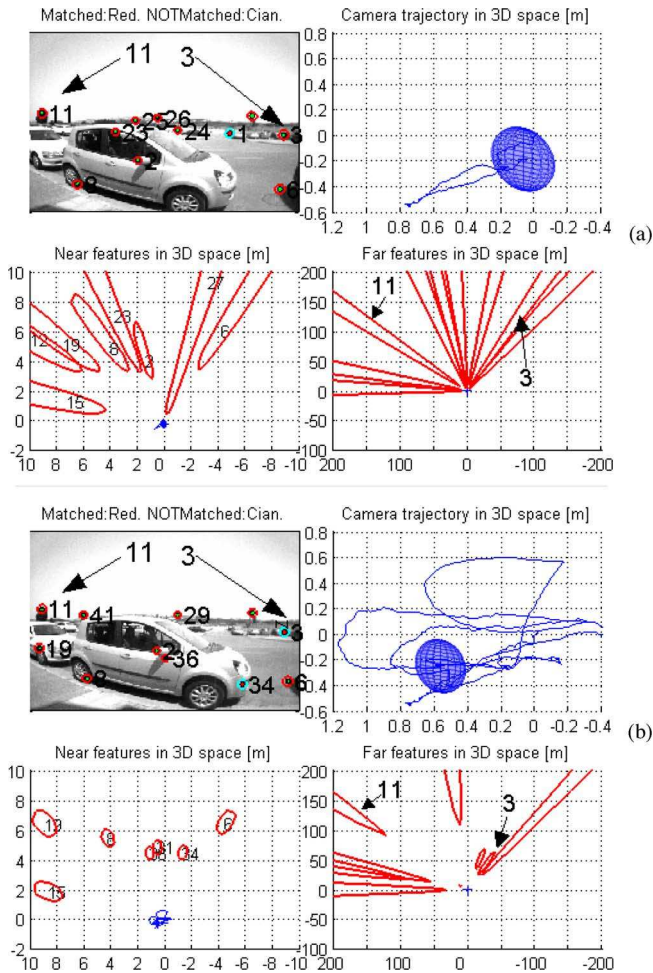 Matched:Red. NOTMatched:Cian.
Camera trajectory in 3D space [m]
11 3
11 23 25 26 24 1 3
2
8 6
0.8
0.6
0.4
0.2
0
-0.2
-0.4
-0.6
1.2 1 0.8 0.6 0.4 0.2 0 -0.2 -0.4
(a)
Near features in 3D space [m]
Far features in 3D space [m]
10
8
6
4
2
0
-2
10 8 6 4 2 0 -2 -4 -6 -8 -10
12 19 8 23 2 27 6
15
200
150
100
50
0
-50
-100
200 100 0 -100 -200
11
3
Matched:Red. NOTMatched:Cian.
Camera trajectory in 3D space [m]
11 3
11 41 29 3
19 2 36
8 34 6
0.8
0.6
0.4
0.2
0
-0.2
-0.4
-0.6
1.2 1 0.8 0.6 0.4 0.2 0 -0.2 -0.4
(b)
Near features in 3D space [m]
Far features in 3D space [m]
10
8
6
4
2
0
-2
10 8 6 4 2 0 -2 -4 -6 -8 -10
8 34 6
15
200
150
100
50
0
-50
-100
200 100 0 -100 -200
11
3